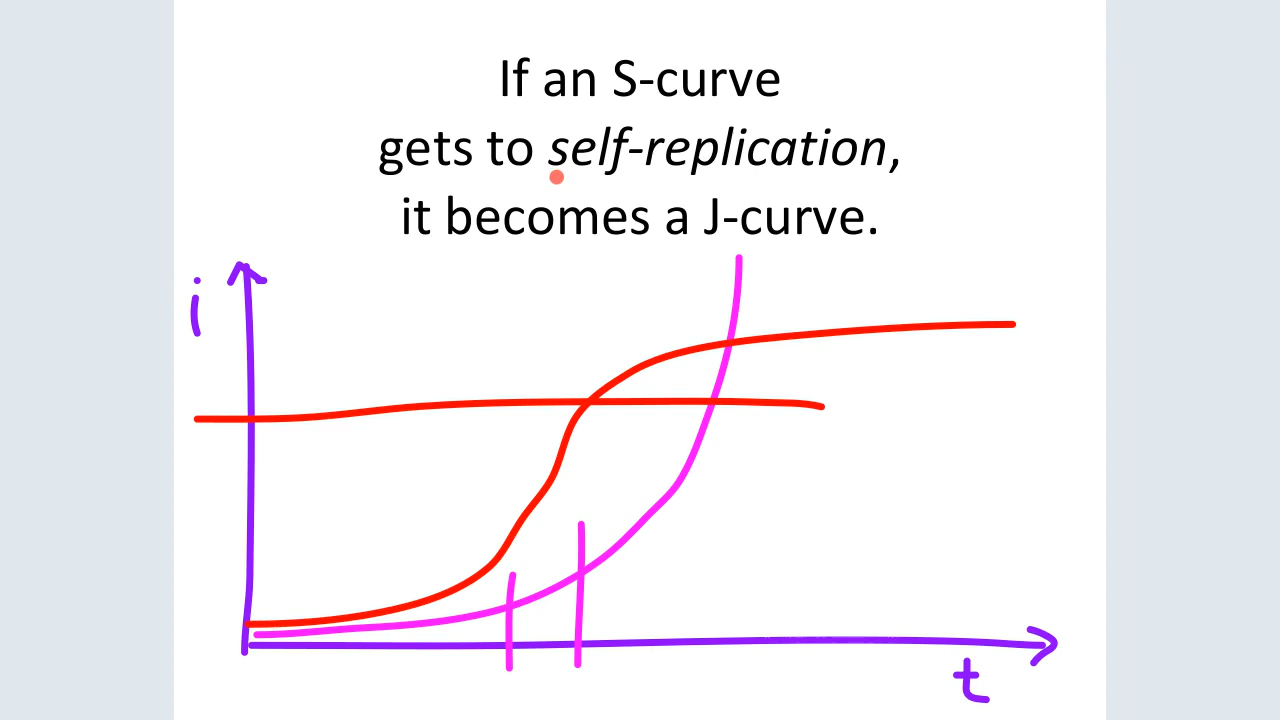 If an S-curve
gets to self-replication,
it becomes a J-curve.
i
t